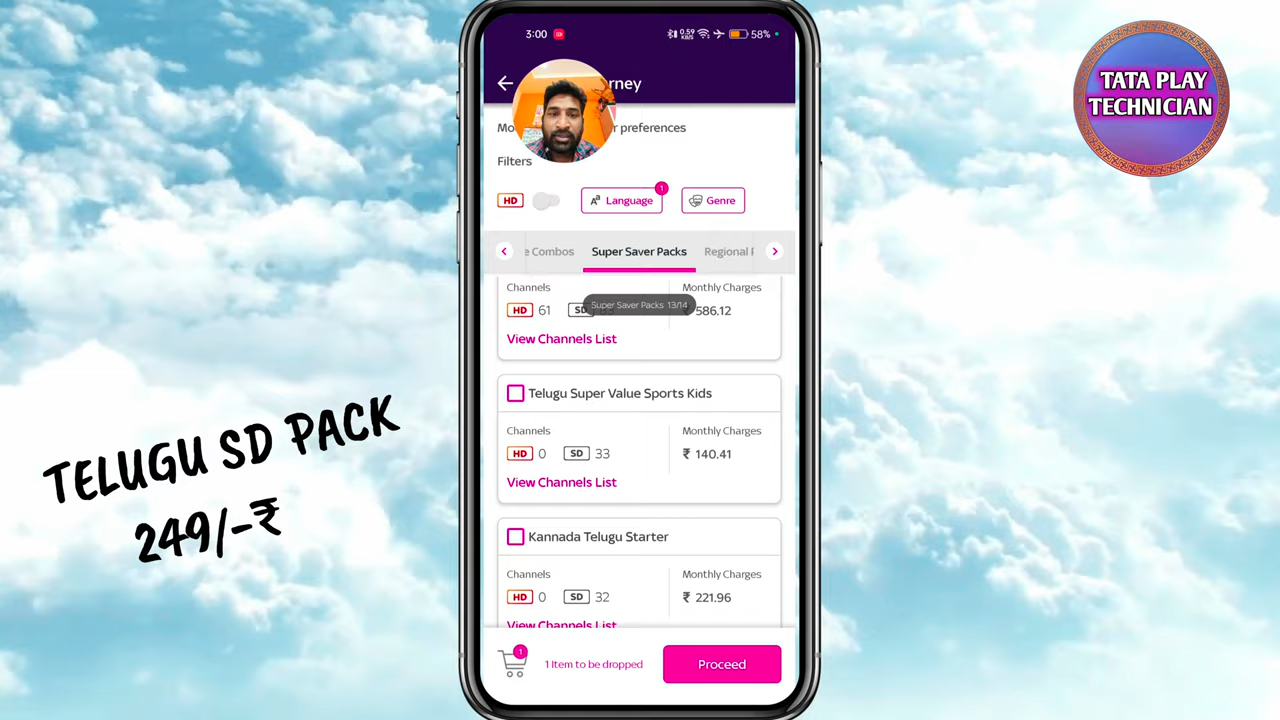 3:00
0.59
KB/S
58%
rney
Mo
r preferences
Filters
HD
Language
1
Genre
e Combos
Super Saver Packs
Regional
Channels
Monthly Charges
HD 61 SD
Super Saver Packs 13/14
586.12
View Channels List
Telugu Super Value Sports Kids
Channels
Monthly Charges
HD 0 SD 33
₹ 140.41
View Channels List
Kannada Telugu Starter
Channels
Monthly Charges
HD 0 SD 32
₹ 221.96
View Channels List
1
1 Item to be dropped
Proceed
TELUGU SD PACK
249/-₹
TATA PLAY
TECHNICIAN